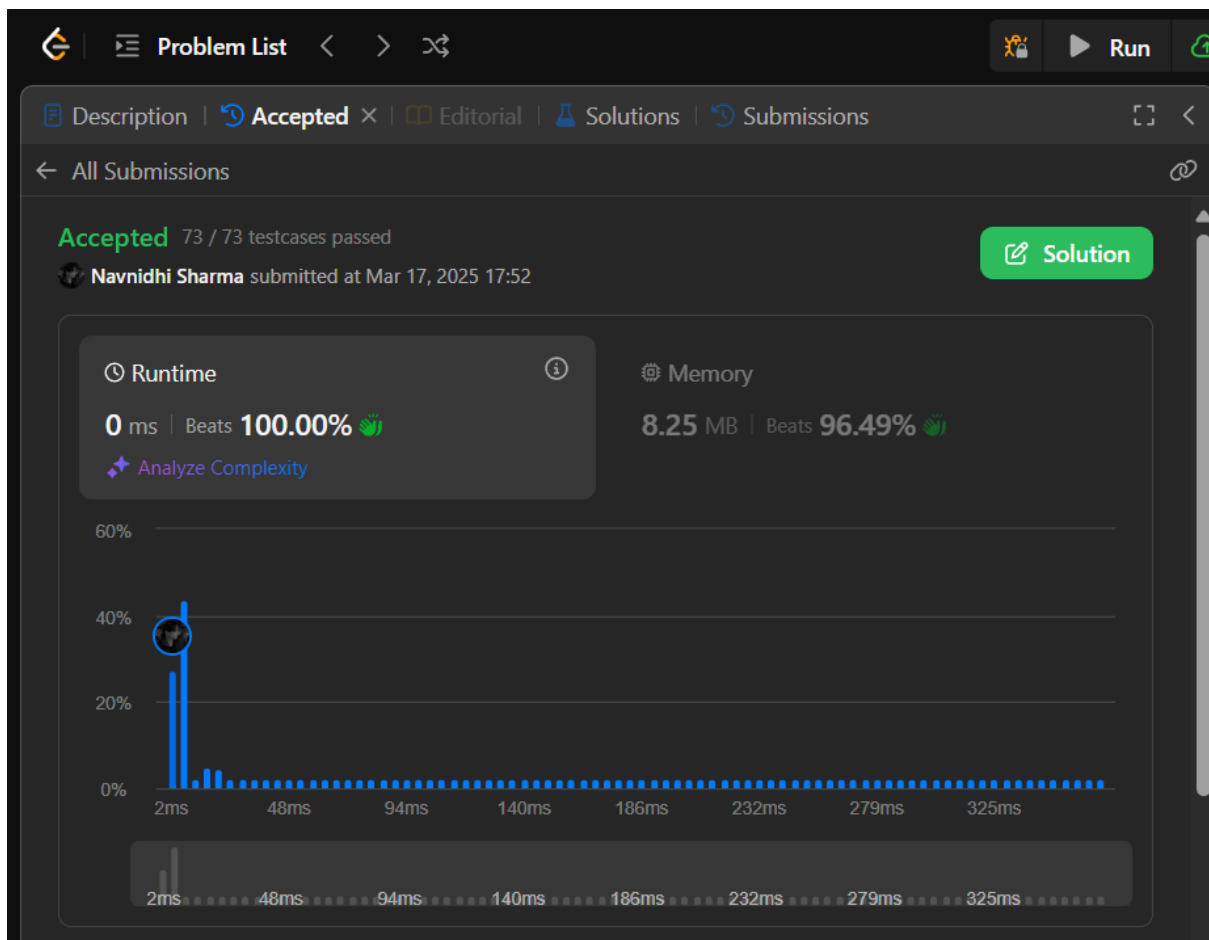 Problem List Run
Description Accepted Editorial Solutions Submissions
All Submissions
Accepted 73 / 73 testcases passed
Solution
Navnidhi Sharma submitted at Mar 17, 2025 17:52
Runtime
0 ms Beats 100.00%
Analyze Complexity
Memory
8.25 MB Beats 96.49%
60%
40%
20%
0%
2ms 48ms 94ms 140ms 186ms 232ms 279ms 325ms
2ms 48ms 94ms 140ms 186ms 232ms 279ms 325ms